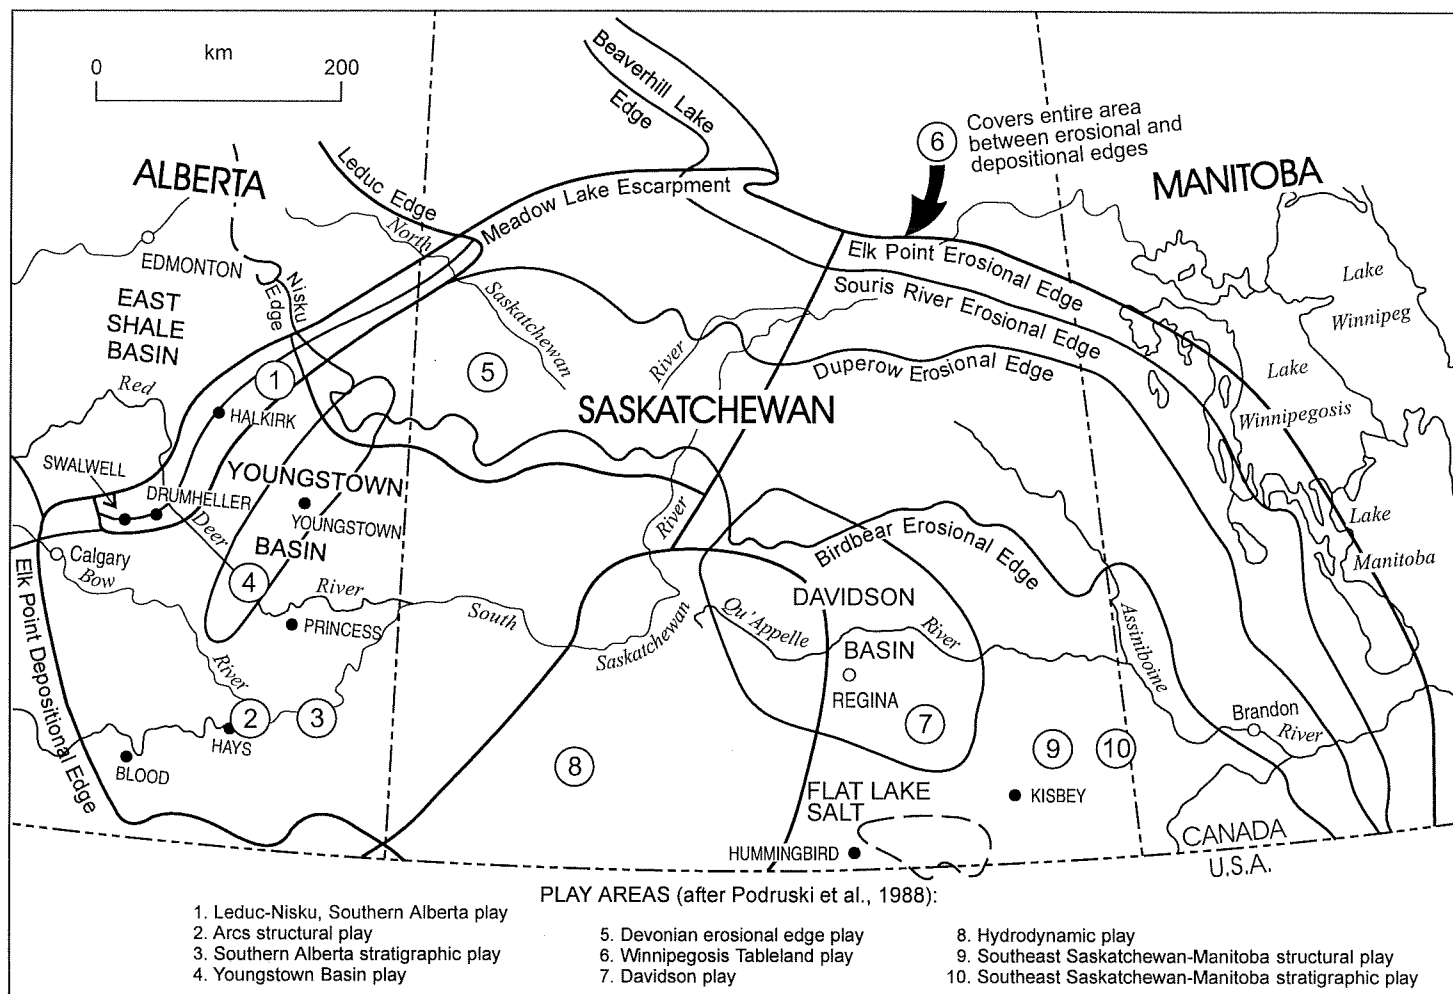 km
0 200
Beaverhill Lake
Edge
6
Covers entire area
between erosional and
depositional edges
ALBERTA
Leduc Edge
Meadow Lake Escarpment
MANITOBA
North
Saskatchewan
River
EDMONTON
Nisku
Edge
Elk Point Erosional Edge
Souris River Erosional Edge
Duperow Erosional Edge
Lake
Winnipeg
EAST
SHALE
BASIN
Red
Deer
River
1
5
HALKIRK
SASKATCHEWAN
Lake
Winnipegosis
SWALWELL
DRUMHELLER
YOUNGSTOWN
YOUNGSTOWN
BASIN
River
Birdbear Erosional Edge
Lake
Manitoba
Calgary
Bow
River
Elk Point Depositional Edge
4
PRINCESS
South
Saskatchewan
DAVIDSON
BASIN
Qu'Appelle
River
Assiniboine
River
REGINA
2
3
HAYS
BLOOD
7
8
9
10
Brandon
FLAT LAKE
SALT
KISBEY
HUMMINGBIRD
CANADA
U.S.A.
PLAY AREAS (after Podruski et al., 1988):
1. Leduc-Nisku, Southern Alberta play
2. Arcs structural play
3. Southern Alberta stratigraphic play
4. Youngstown Basin play
5. Devonian erosional edge play
6. Winnipegosis Tableland play
7. Davidson play
8. Hydrodynamic play
9. Southeast Saskatchewan-Manitoba structural play
10. Southeast Saskatchewan-Manitoba stratigraphic play